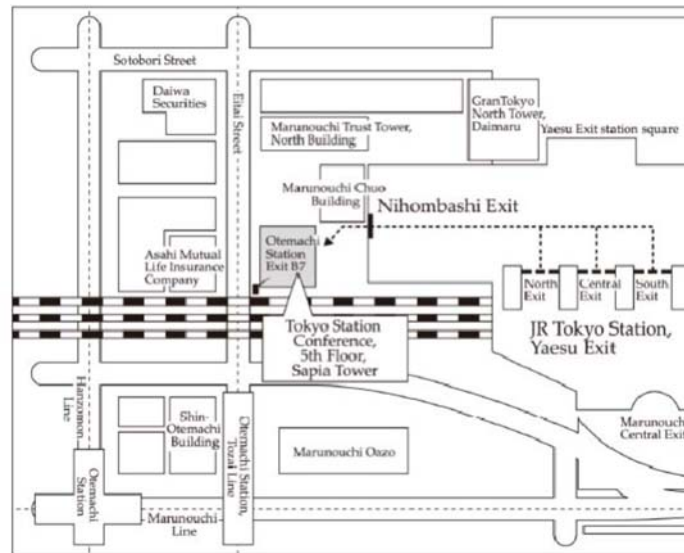 Sotobori Street
Daiwa
Securities
Eitai Street
Marunouchi Trust Tower,
North Building
GranTokyo
North Tower,
Daimaru
Yaesu Exit station square
Marunouchi Chuo
Building
Nihombashi Exit
Otemachi
Station
Exit B7
Asahi Mutual
Life Insurance
Company
North
Exit
Central
Exit
South
Exit
JR Tokyo Station,
Yaesu Exit
Tokyo Station
Conference,
5th Floor,
Sapia Tower
Hanzomon
Line
Shin-
Otemachi
Building
Otemachi Station,
Tozai Line
Marunouchi Oazo
Marunouchi
Central Exit
Otemachi
Station
Marunouchi
Line